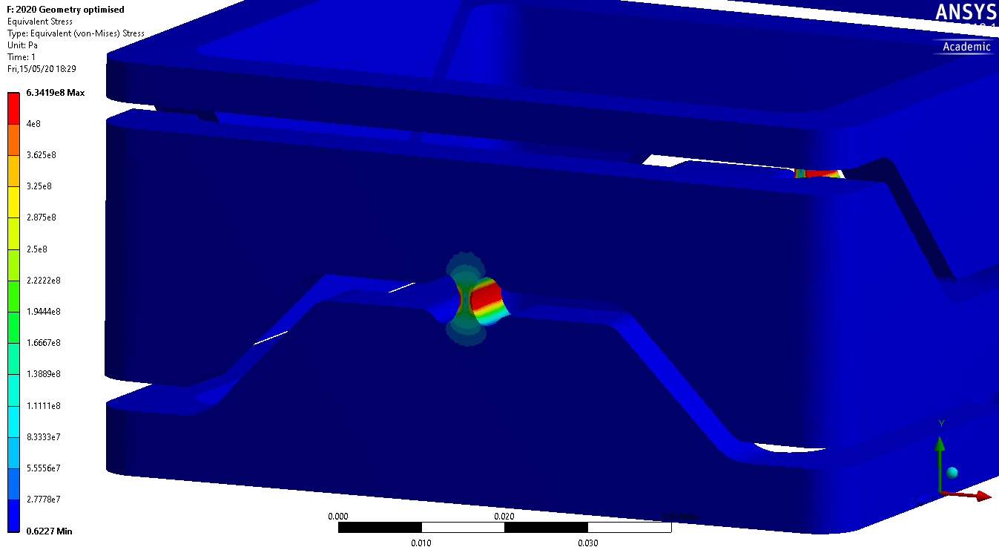 F: 2020 Geometry optimised
Equivalent Stress
Type: Equivalent (von-Mises) Stress
Unit: Pa
Time: 1
Fri,15/05/20 18:29
ANSYS
Academic
6.3419e8 Max
4e8
3.625e8
3.25e8
2.875e8
2.5e8
2.2222e8
1.9444e8
1.6667e8
1.3889e8
1.1111e8
8.3333e7
5.5556e7
2.7778e7
0.6227 Min
Y
0.000
0.020
0.010
0.030